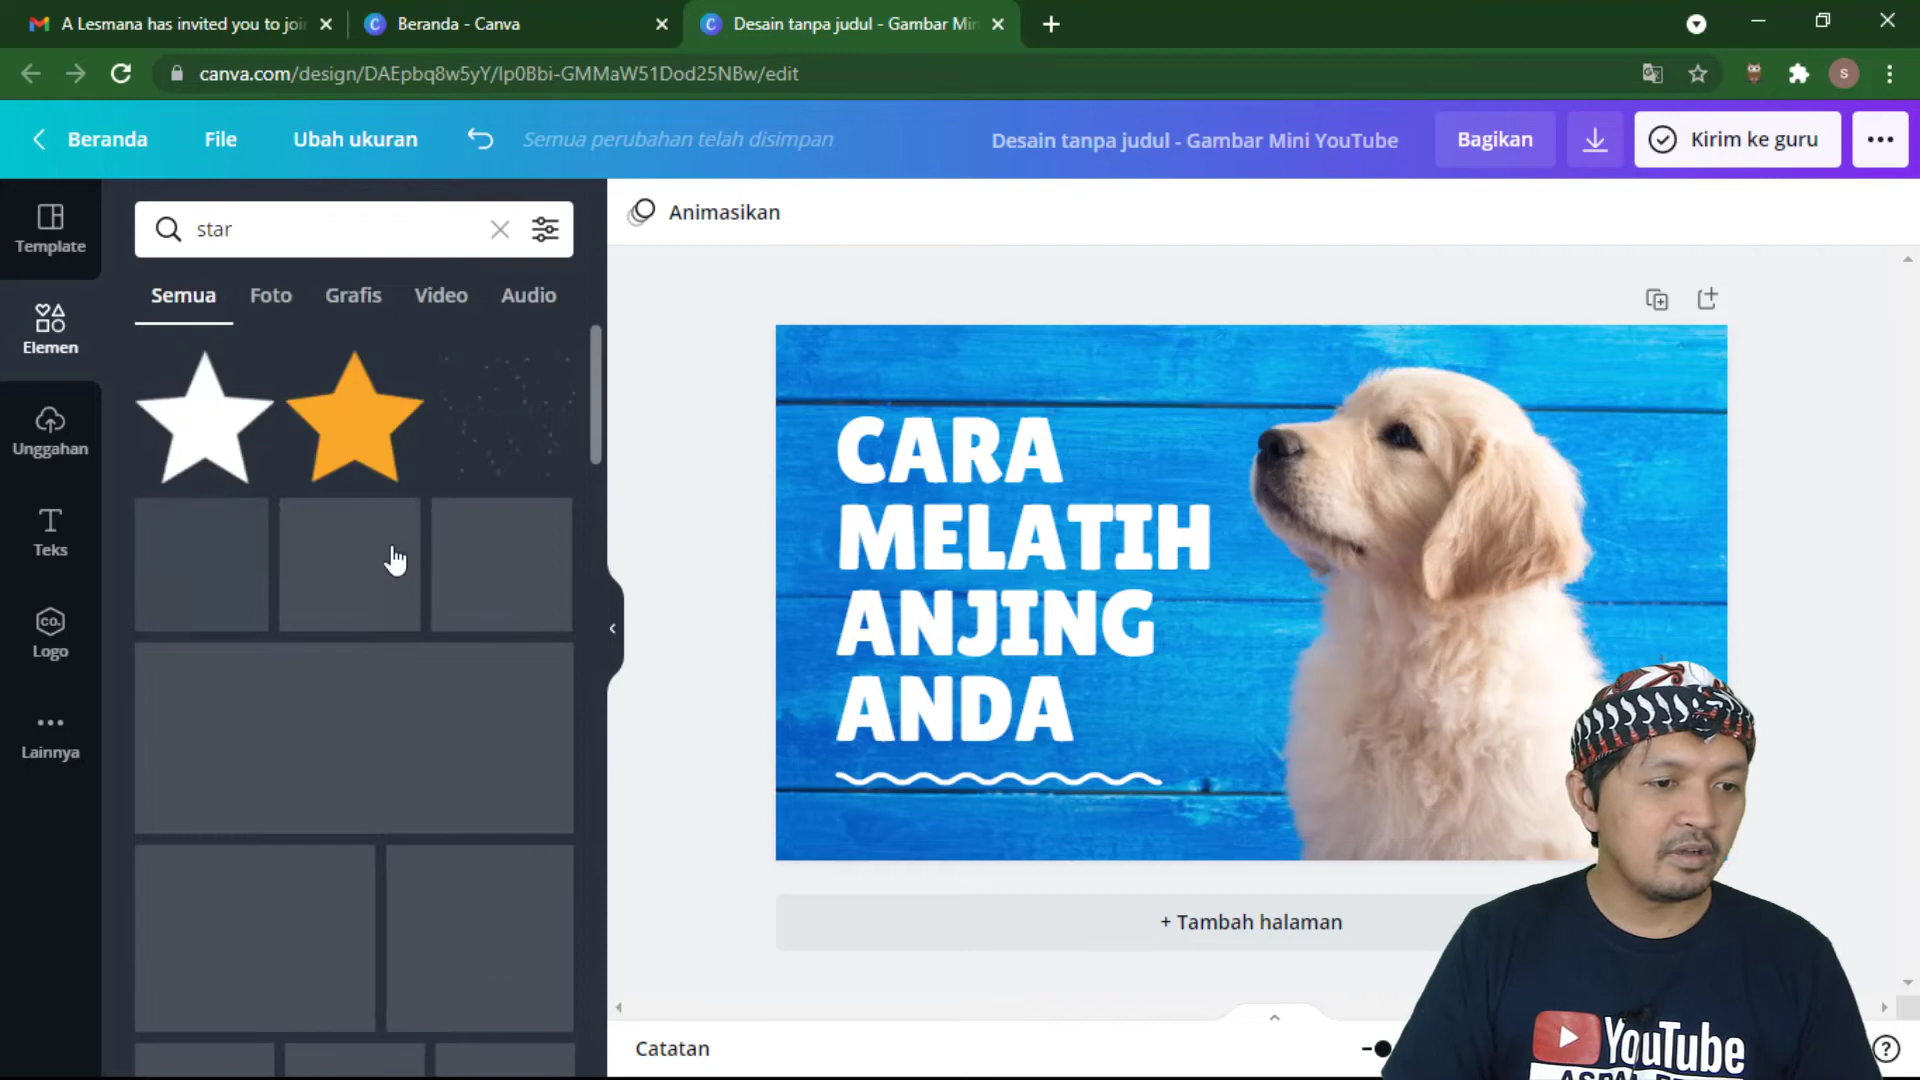 A Lesmana has invited you to joi
Beranda - Canva
Desain tanpa judul - Gambar Min
canva.com/design/DAEpbq8w5yY/Ip0Bbi-GMMaW51Dod25NBw/edit
S
Beranda
File
Ubah ukuran
Semua perubahan telah disimpan
Desain tanpa judul - Gambar Mini YouTube
Bagikan
Kirim ke guru
Template
Elemen
Unggahan
Teks
CO.
Logo
Lainnya
star
Semua
Foto
Grafis
Video
Audio
Animasikan
CARA
MELATIH
ANJING
ANDA
+ Tambah halaman
Catatan
YouTube